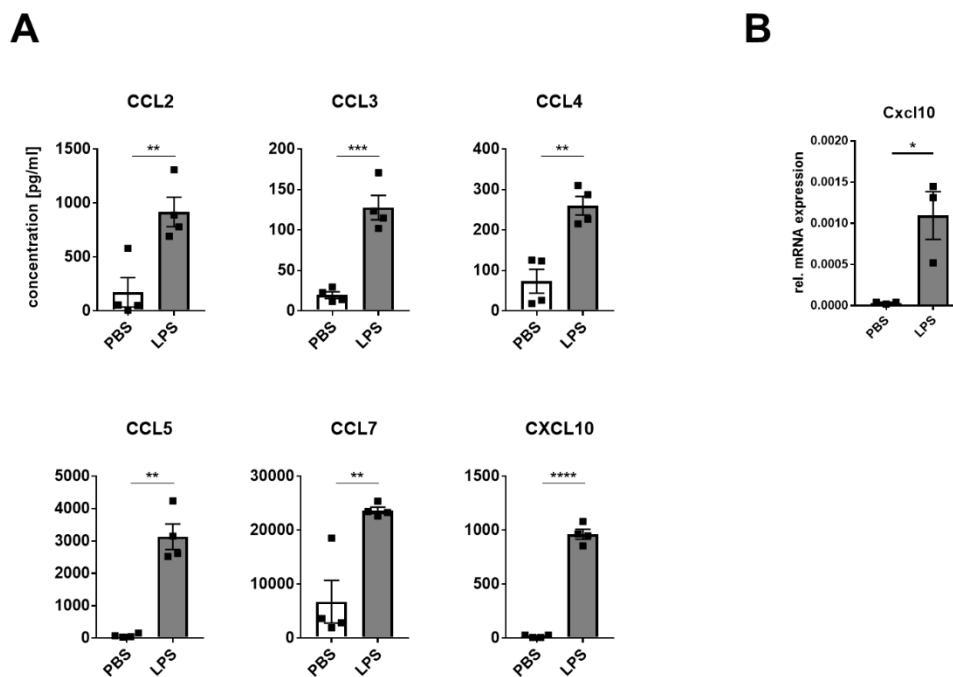 A
B
CCL2
CCL3
CCL4
Cxcl10
concentration [pg/ml]
1500
1000
500
0
**
PBS
LPS
200
150
100
50
0
***
PBS
LPS
400
300
200
100
0
**
PBS
LPS
rel. mRNA expression
0.0020
0.0015
0.0010
0.0005
0.0000
*
PBS
LPS
CCL5
CCL7
CXCL10
5000
4000
3000
2000
1000
0
**
PBS
LPS
30000
20000
10000
0
**
PBS
LPS
1500
1000
500
0
****
PBS
LPS